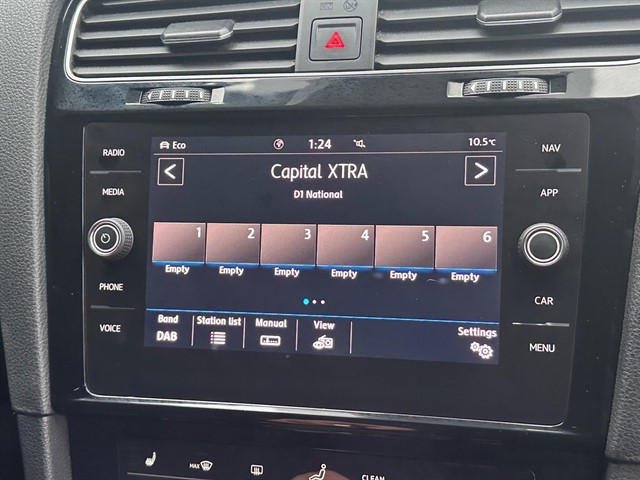 Eco 1:24 10.5°C
Capital XTRA
D1 National
1 2 3 4 5 6
Empty Empty Empty Empty Empty Empty
Band Station list Manual View Settings
DAB
RADIO
MEDIA
PHONE
VOICE
NAV
APP
CAR
MENU
MAX
CLEAN